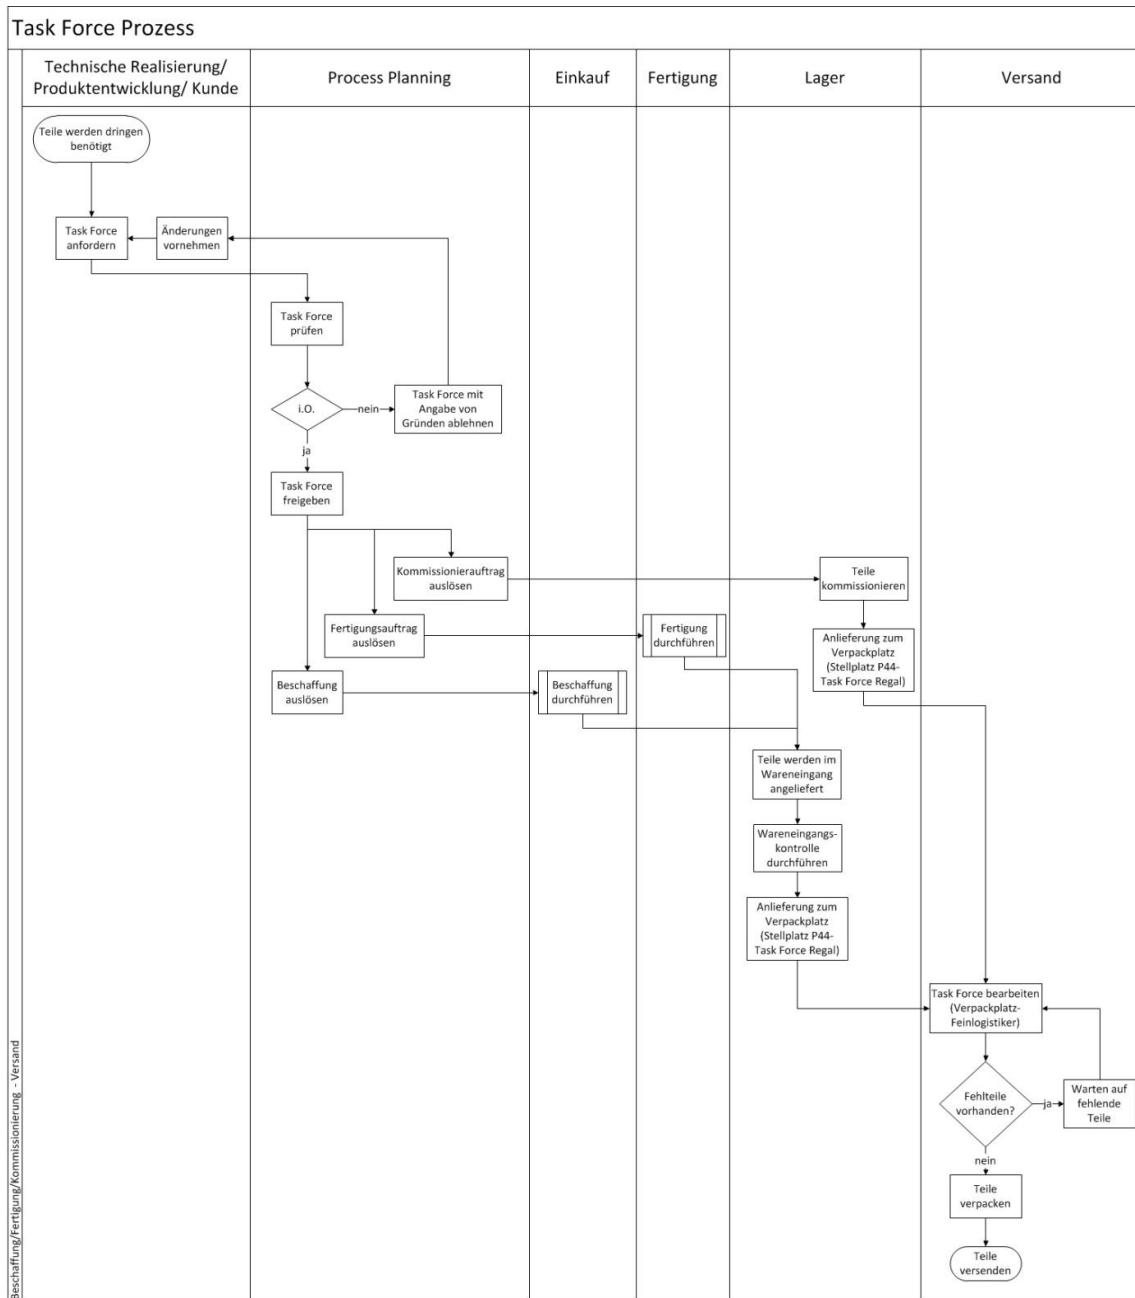 Task Force Prozess
Technische Realisierung/
Produktentwicklung/ Kunde
Process Planning
Einkauf
Fertigung
Lager
Versand
Teile werden dringen
benötigt
Task Force
anfordern
Änderungen
vornehmen
Task Force
prüfen
i.O.
nein
Task Force mit
Angabe von
Gründen ablehnen
ja
Task Force
freigeben
Kommissionierauftrag
auslösen
Teile
kommissionieren
Fertigungsauftrag
auslösen
Fertigung
durchführen
Anlieferung zum
Verpackplatz
(Stellplatz P44-
Task Force Regal)
Beschaffung
auslösen
Beschaffung
durchführen
Teile werden im
Wareneingang
angeliefert
Wareneingangs-
kontrolle
durchführen
Anlieferung zum
Verpackplatz
(Stellplatz P44-
Task Force Regal)
Task Force bearbeiten
(Verpackplatz-
Feinlogistiker)
Fehlteile
vorhanden?
ja
Warten auf
fehlende
Teile
nein
Teile
verpacken
Teile
versenden
Beschaffung/Fertigung/Kommissionierung - Versand